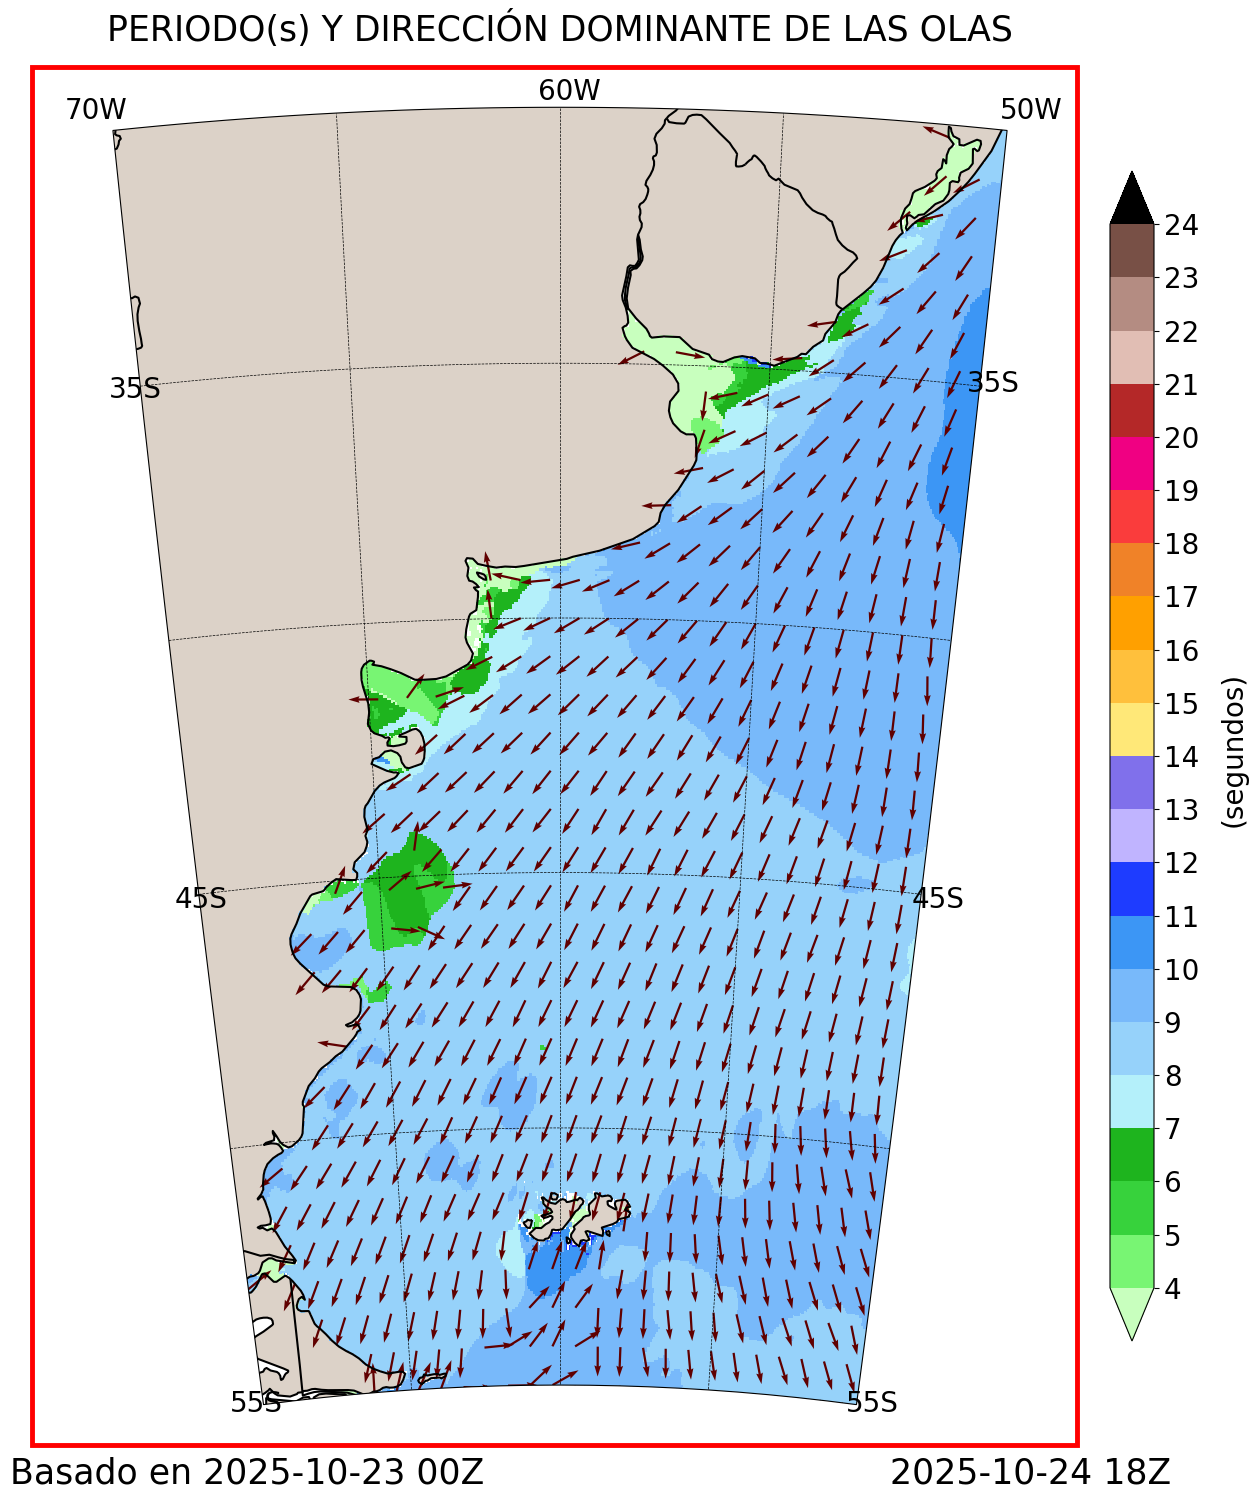 PERIODO(s) Y DIRECCIÓN DOMINANTE DE LAS OLAS
70W
60W
50W
35S
35S
45S
45S
55S
55S
24
23
22
21
20
19
18
17
16
15
14
13
12
11
10
9
8
7
6
5
4
(segundos)
Basado en 2025-10-23 00Z
2025-10-24 18Z